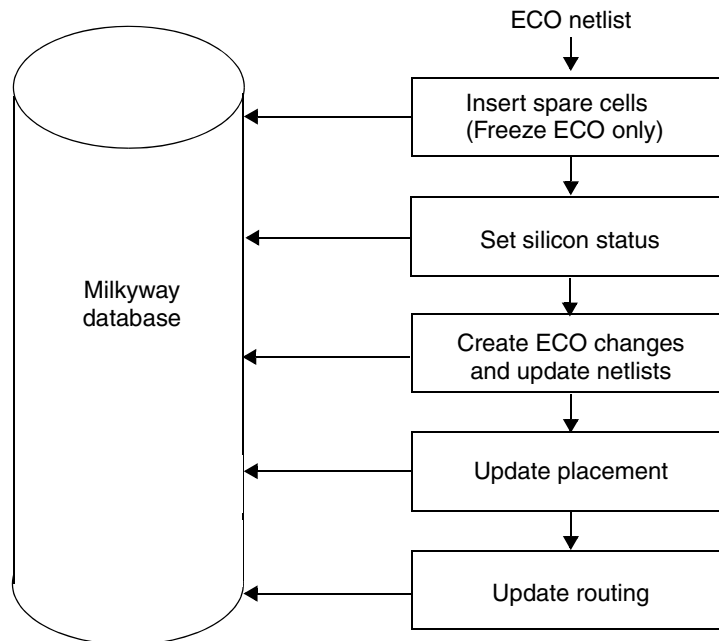 ECO netlist
Insert spare cells
(Freeze ECO only)
Set silicon status
Milkyway
database
Create ECO changes
and update netlists
Update placement
Update routing